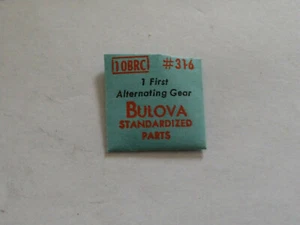 10BRC #316
1 First
Alternating Gear
BULOVA
STANDARDIZED
PARTS